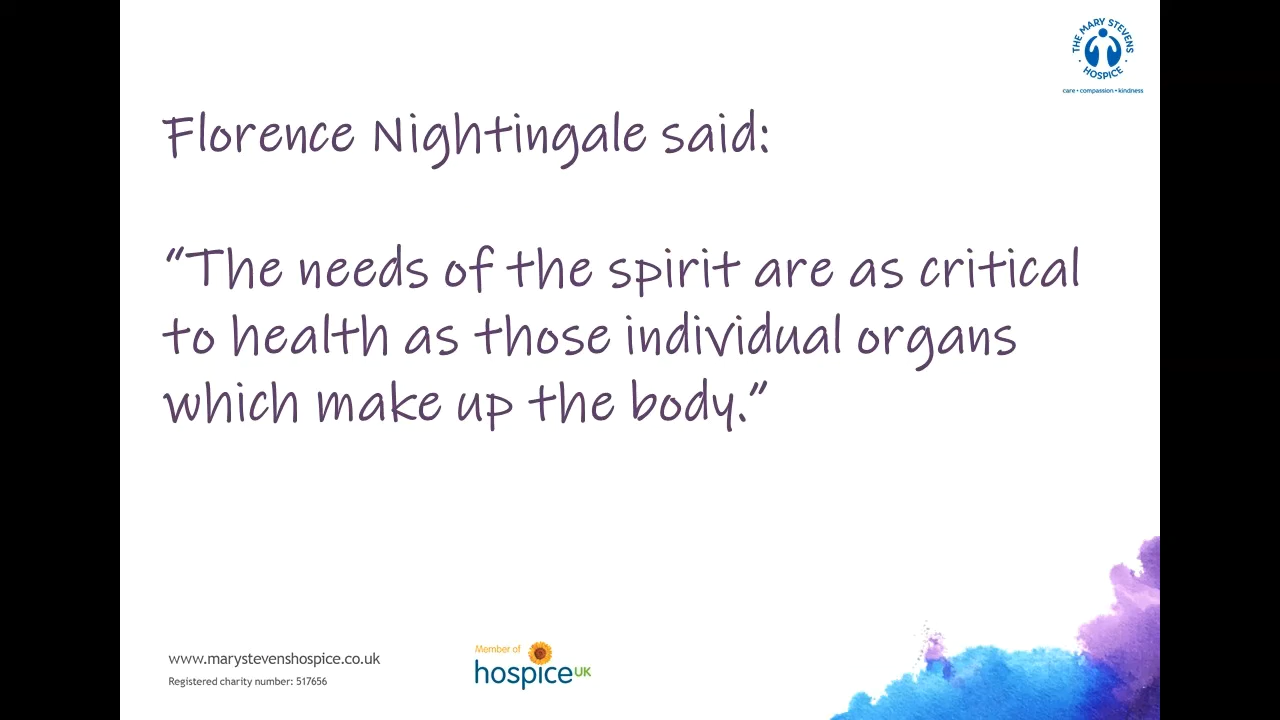 THE MARY STEVENS
HOSPICE
care • compassion • kindness
Florence Nightingale said:
“The needs of the spirit are as critical
to health as those individual organs
which make up the body.”
www.marystevenshospice.co.uk
Registered charity number: 517656
Member of
hospice UK